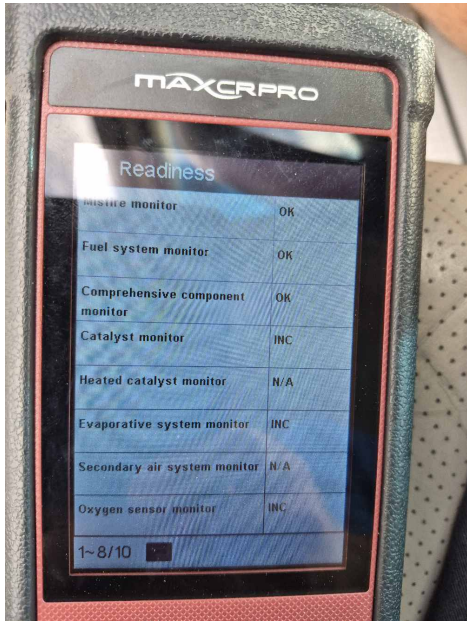 MAXCRPRO
Readiness
Misfire monitor OK
Fuel system monitor OK
Comprehensive component
monitor OK
Catalyst monitor INC
Heated catalyst monitor N/A
Evaporative system monitor INC
Secondary air system monitor N/A
Oxygen sensor monitor INC
1~8/10